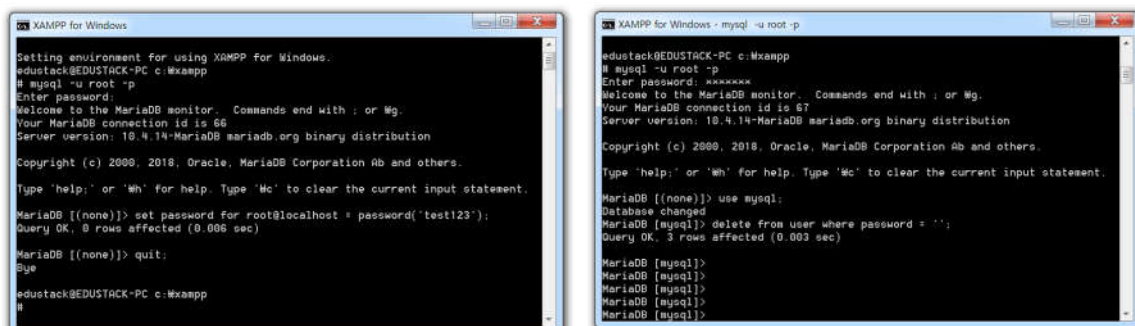 XAMPP for Windows
Setting environment for using XAMPP for Windows.
edustack@EDUSTACK-PC c:₩xampp
# mysql -u root -p
Enter password:
Welcome to the MariaDB monitor.  Commands end with ; or ₩g.
Your MariaDB connection id is 66
Server version: 10.4.14-MariaDB mariadb.org binary distribution
Copyright (c) 2000, 2018, Oracle, MariaDB Corporation Ab and others.
Type 'help;' or '₩h' for help. Type '₩c' to clear the current input statement.
MariaDB [(none)]> set password for root@localhost = password('test123');
Query OK, 0 rows affected (0.006 sec)
MariaDB [(none)]> quit;
Bye
edustack@EDUSTACK-PC c:₩xampp
#
XAMPP for Windows - mysql  -u root -p
edustack@EDUSTACK-PC c:₩xampp
# mysql -u root -p
Enter password: *******
Welcome to the MariaDB monitor.  Commands end with ; or ₩g.
Your MariaDB connection id is 67
Server version: 10.4.14-MariaDB mariadb.org binary distribution
Copyright (c) 2000, 2018, Oracle, MariaDB Corporation Ab and others.
Type 'help;' or '₩h' for help. Type '₩c' to clear the current input statement.
MariaDB [(none)]> use mysql;
Database changed
MariaDB [mysql]> delete from user where password = '';
Query OK, 3 rows affected (0.003 sec)
MariaDB [mysql]>
MariaDB [mysql]>
MariaDB [mysql]>
MariaDB [mysql]>
MariaDB [mysql]>